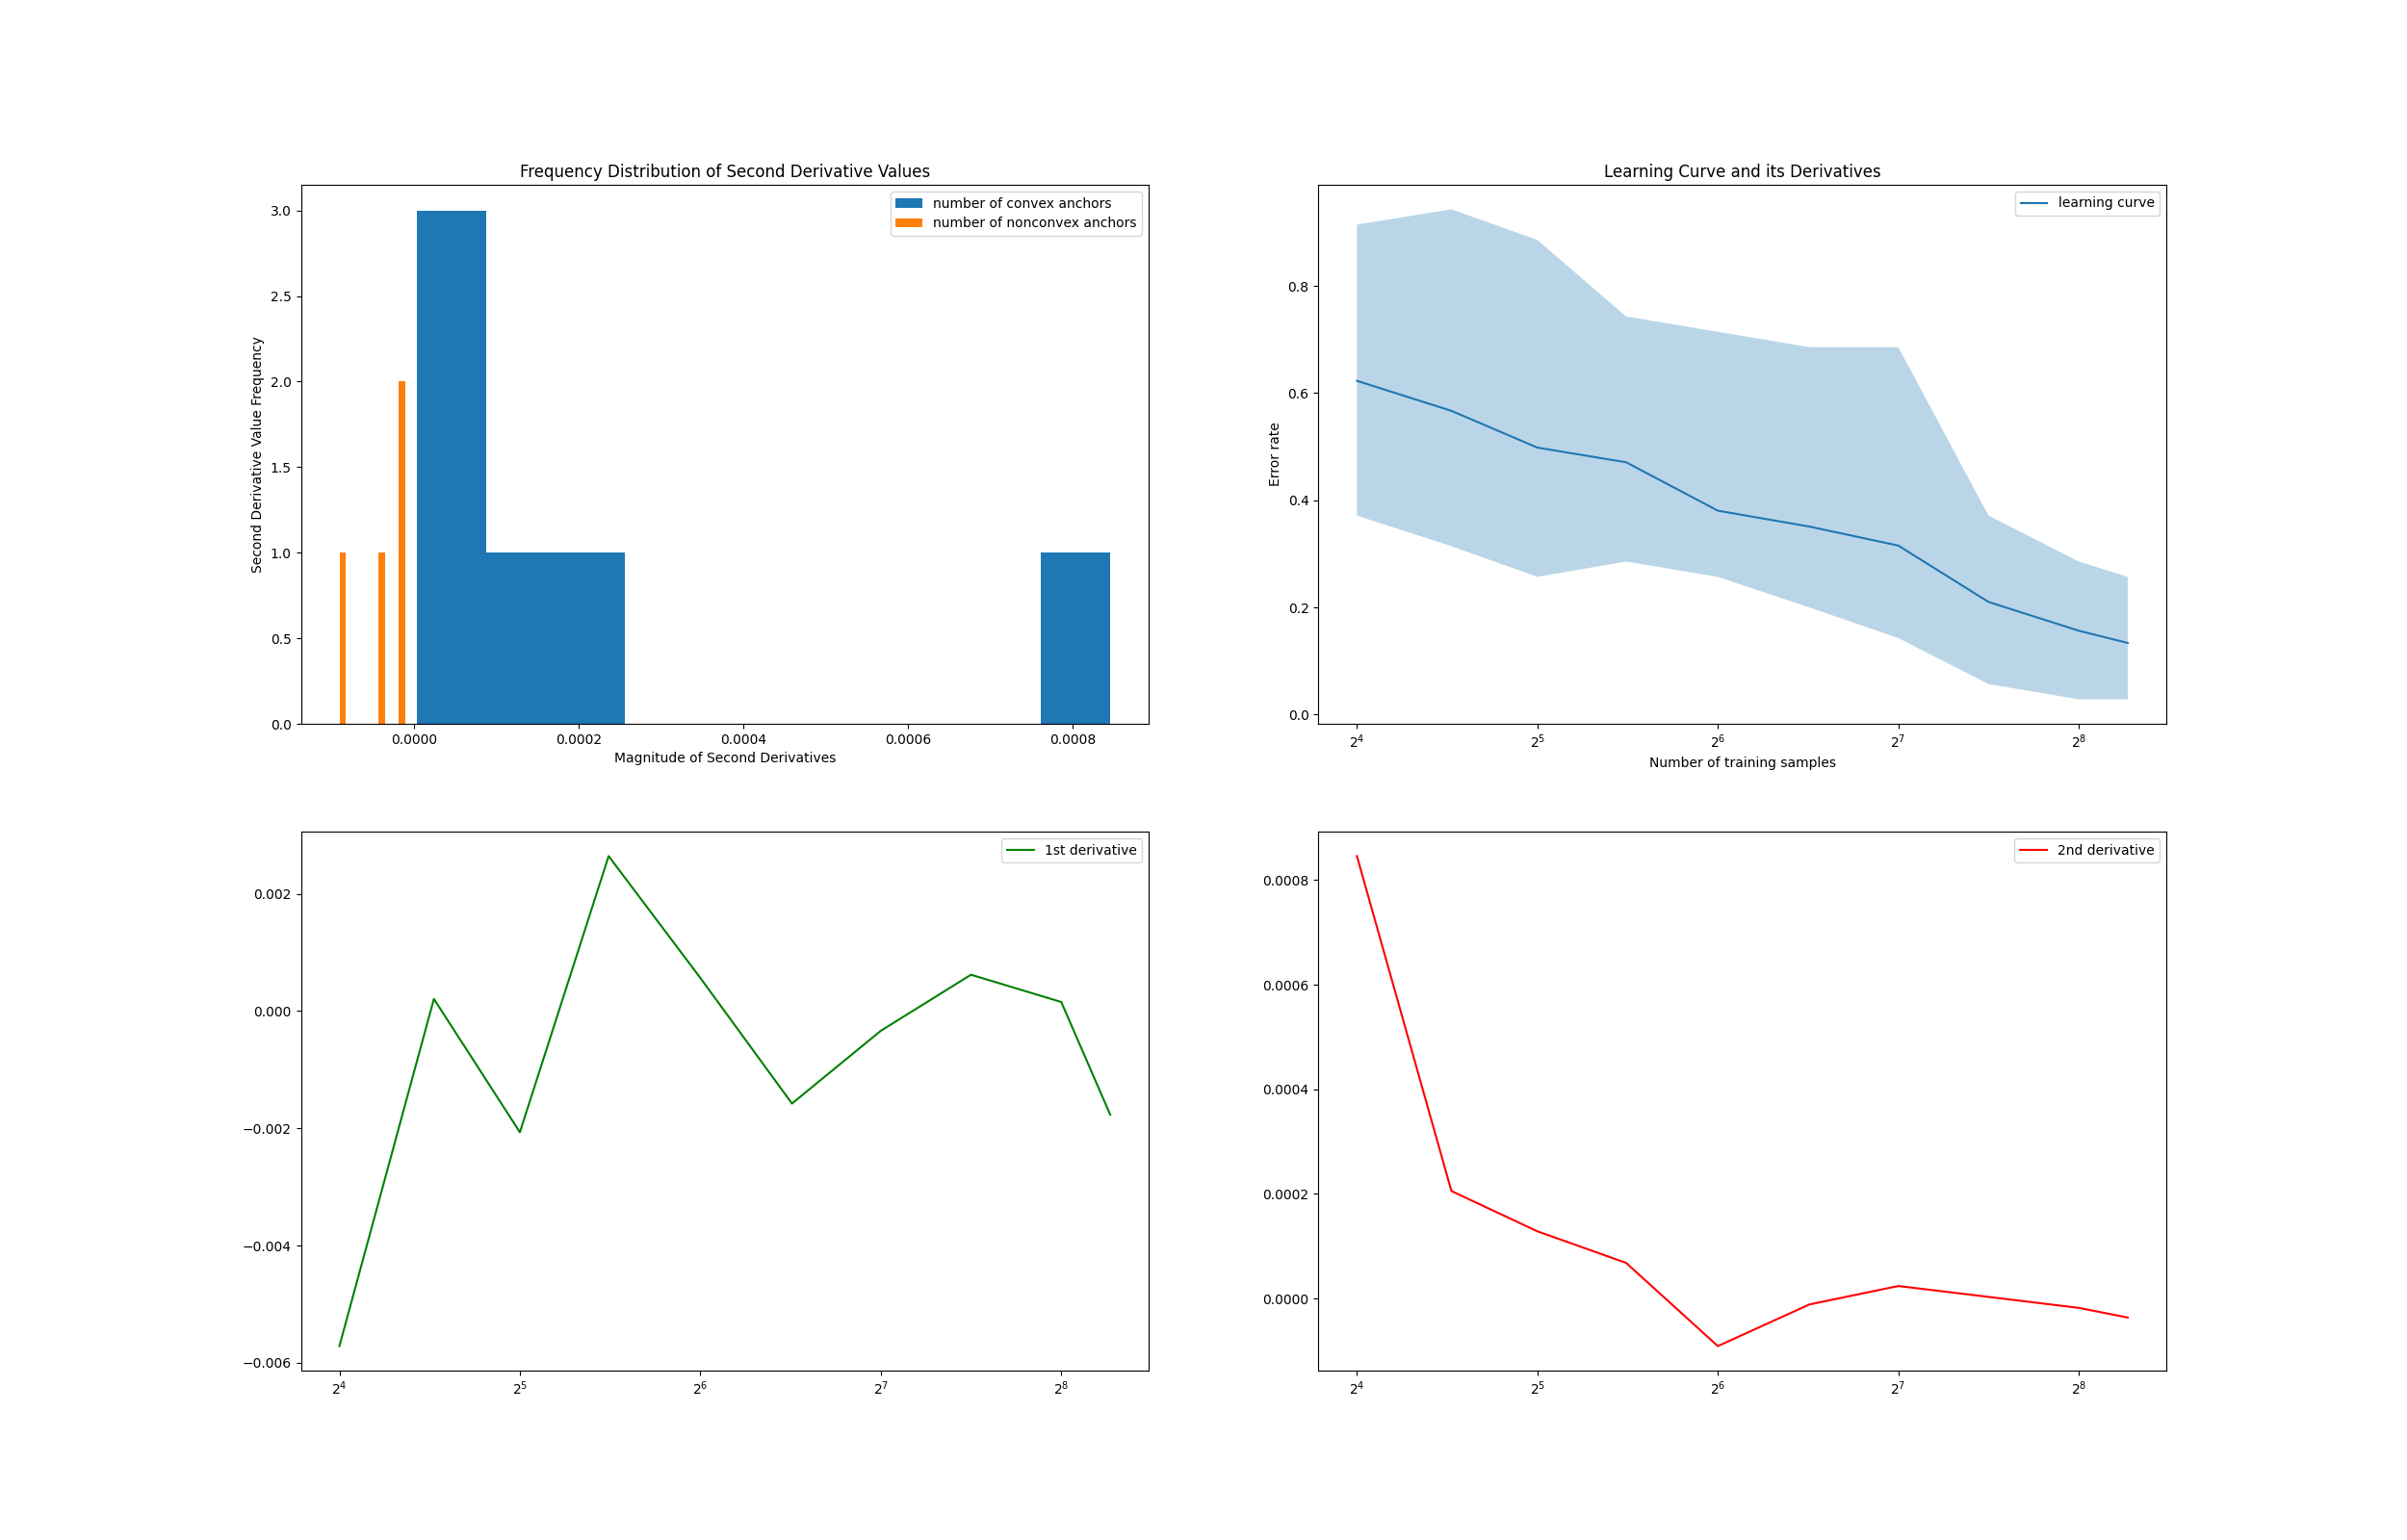 Frequency Distribution of Second Derivative Values
number of convex anchors
number of nonconvex anchors
3.0
2.5
2.0
1.5
1.0
0.5
0.0
Second Derivative Value Frequency
0.0000 0.0002 0.0004 0.0006 0.0008
Magnitude of Second Derivatives
Learning Curve and its Derivatives
learning curve
0.8
0.6
0.4
0.2
0.0
Error rate
2⁴ 2⁵ 2⁶ 2⁷ 2⁸
Number of training samples
1st derivative
0.002
0.000
−0.002
−0.004
−0.006
2⁴ 2⁵ 2⁶ 2⁷ 2⁸
2nd derivative
0.0008
0.0006
0.0004
0.0002
0.0000
2⁴ 2⁵ 2⁶ 2⁷ 2⁸